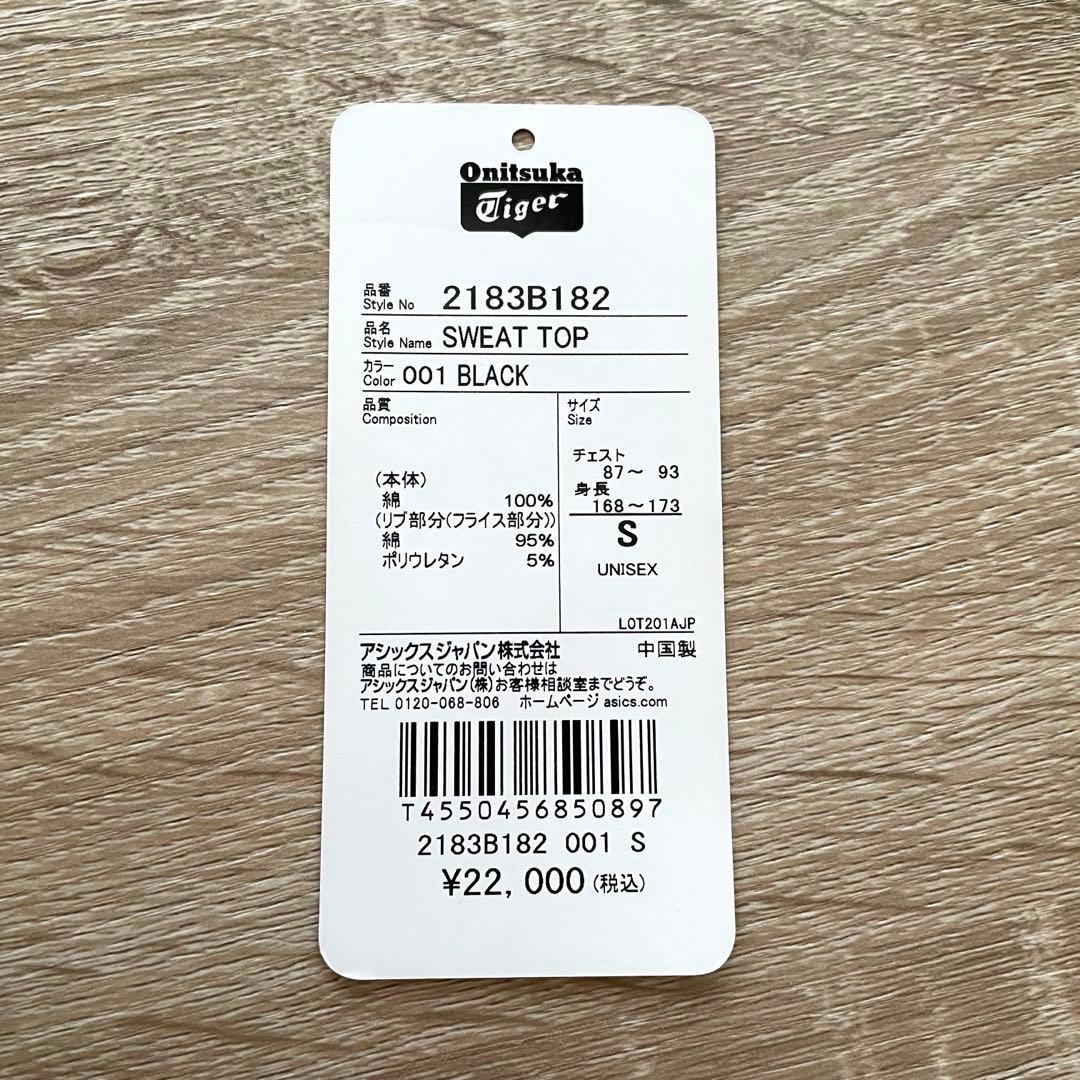 Onitsuka
Tiger
品番
Style No 2183B182
品名
Style Name SWEAT TOP
カラー
Color 001 BLACK
品質
Composition
(本体)
綿 100%
(リブ部分(フライス部分))
綿 95%
ポリウレタン 5%
サイズ
Size
チェスト
87～ 93
身長
168～173
S
UNISEX
LOT201AJP
アシックスジャパン株式会社 中国製
商品についてのお問い合わせは
アシックスジャパン(株)お客様相談室までどうぞ。
TEL 0120-068-806 ホームページ asics.com
T4550456850897
2183B182 001 S
¥22,000(税込)